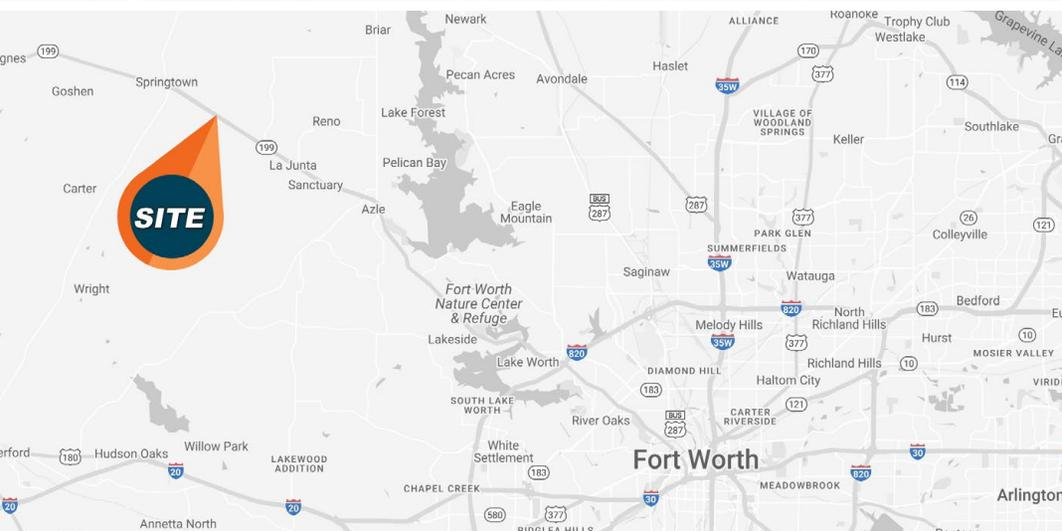 Newark
Roanoke
ALLIANCE
Trophy Club
Briar
Westlake
Grapevine La
199
170
gnes
Springtown
Pecan Acres
Avondale
Haslet
377
35W
114
Goshen
Lake Forest
Reno
VILLAGE OF
WOODLAND
SPRINGS
Southlake
Keller
Gra
199
La Junta
Pelican Bay
Sanctuary
Carter
Azle
SITE
Eagle
Mountain
BUS
287
287
377
26
121
PARK GLEN
Colleyville
SUMMERFIELDS
35W
Saginaw
Watauga
Wright
Fort Worth
Nature Center
& Refuge
820
183
Bedford
North
Richland Hills
Eu
Melody Hills
Lakeside
35W
377
Hurst
10
820
Lake Worth
MOSIER VALLEY
Richland Hills
10
DIAMOND HILL
Haltom City
VIRIDI
183
SOUTH LAKE
WORTH
121
River Oaks
BUS
287
CARTER
RIVERSIDE
White
Settlement
Willow Park
erford
180
Hudson Oaks
Fort Worth
30
LAKEWOOD
ADDITION
20
183
820
CHAPEL CREEK
MEADOWBROOK
30
Arlington
20
20
580
377
Annetta North
RIDGLEA HILLS